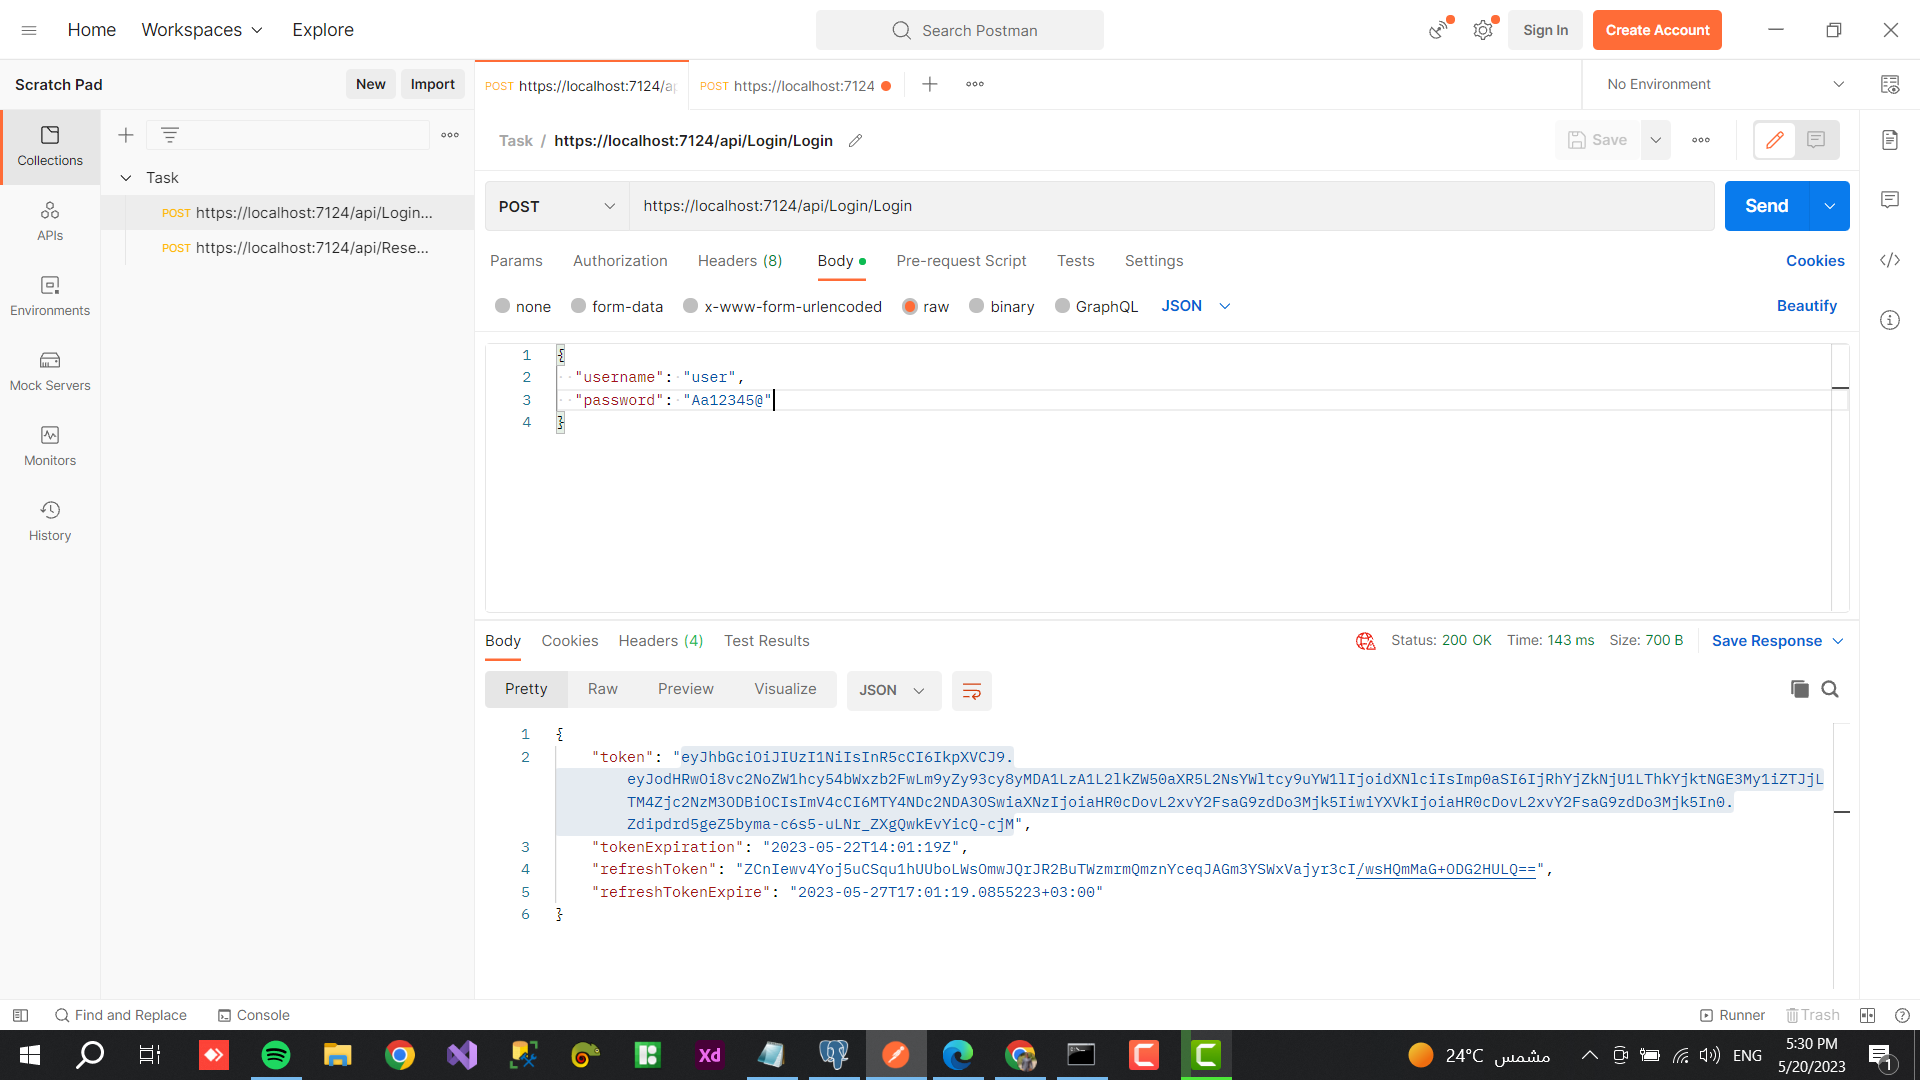 Home
Workspaces
Explore
Search Postman
Sign In
Create Account
Scratch Pad
New
Import
POST https://localhost:7124/ap
POST https://localhost:7124
No Environment
Collections
APIs
Environments
Mock Servers
Monitors
History
Task
POST https://localhost:7124/api/Login...
POST https://localhost:7124/api/Rese...
Task / https://localhost:7124/api/Login/Login
Save
POST
https://localhost:7124/api/Login/Login
Send
Params
Authorization
Headers (8)
Body
Pre-request Script
Tests
Settings
Cookies
none
form-data
x-www-form-urlencoded
raw
binary
GraphQL
JSON
Beautify
1 {
2 "username": "user",
3 "password": "Aa12345@"
4 }
Body
Cookies
Headers (4)
Test Results
Status: 200 OK
Time: 143 ms
Size: 700 B
Save Response
Pretty
Raw
Preview
Visualize
JSON
1 {
2 "token": "eyJhbGciOiJIUzI1NiIsInR5cCI6IkpXVCJ9.
eyJodHRwOi8vc2NoZW1hcy54bWxzb2FwLm9yZy93cy8yMDA1LzA1L2lkZW50aXR5L2NsYWltcy9uYW1lIjoidXNlciIsImp0aSI6IjRhYjZkNjU1LThkYjktNGE3My1iZTJjL
TM4Zjc2NzM3ODBiOCIsImV4cCI6MTY4NDc2NDA3OSwiaXNzIjoiaHR0cDovL2xvY2FsaG9zdDo3Mjk5IiwiYXVkIjoiaHR0cDovL2xvY2FsaG9zdDo3Mjk5In0.
Zdipdrd5geZ5byma-c6s5-uLNr_ZXgQwkEvYicQ-cjM",
3 "tokenExpiration": "2023-05-22T14:01:19Z",
4 "refreshToken": "ZCnIewv4Yoj5uCSqu1hUUboLWsOmwJQrJR2BuTWzmrmQmznYceqJAGm3YSWxVajyr3cI/wsHQmMaG+ODG2HULQ==",
5 "refreshTokenExpire": "2023-05-27T17:01:19.0855223+03:00"
6 }
Find and Replace
Console
Runner
Trash
Xd
24°C مشمس
ENG
5:30 PM
5/20/2023
1